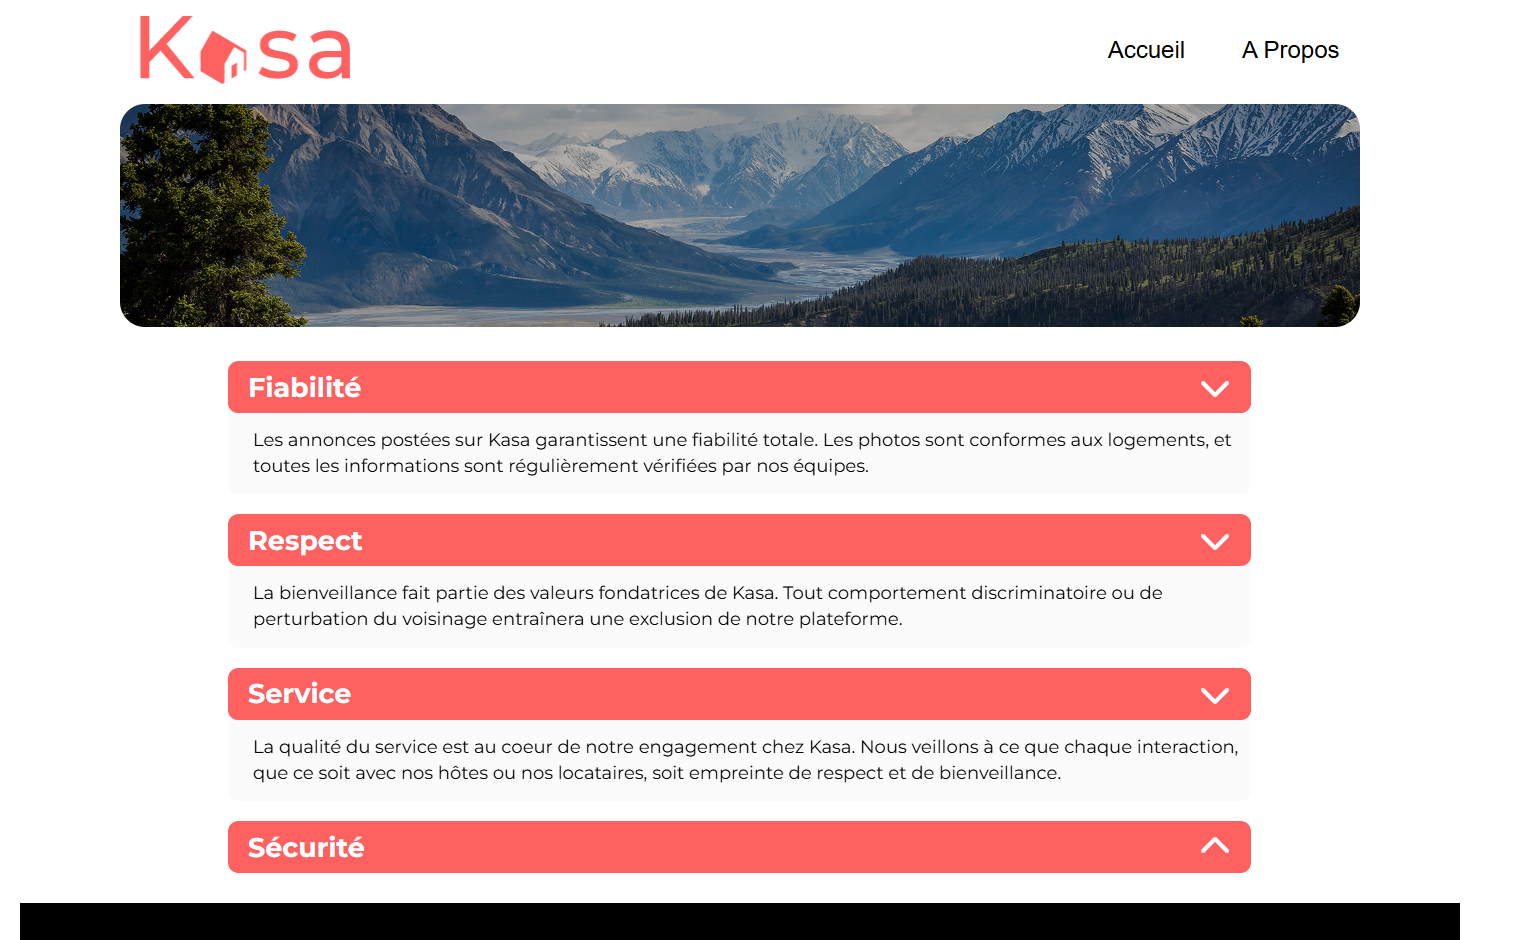 Kasa
Accueil A Propos
Fiabilité
Les annonces postées sur Kasa garantissent une fiabilité totale. Les photos sont conformes aux logements, et
toutes les informations sont régulièrement vérifiées par nos équipes.
Respect
La bienveillance fait partie des valeurs fondatrices de Kasa. Tout comportement discriminatoire ou de
perturbation du voisinage entraînera une exclusion de notre plateforme.
Service
La qualité du service est au coeur de notre engagement chez Kasa. Nous veillons à ce que chaque interaction,
que ce soit avec nos hôtes ou nos locataires, soit empreinte de respect et de bienveillance.
Sécurité